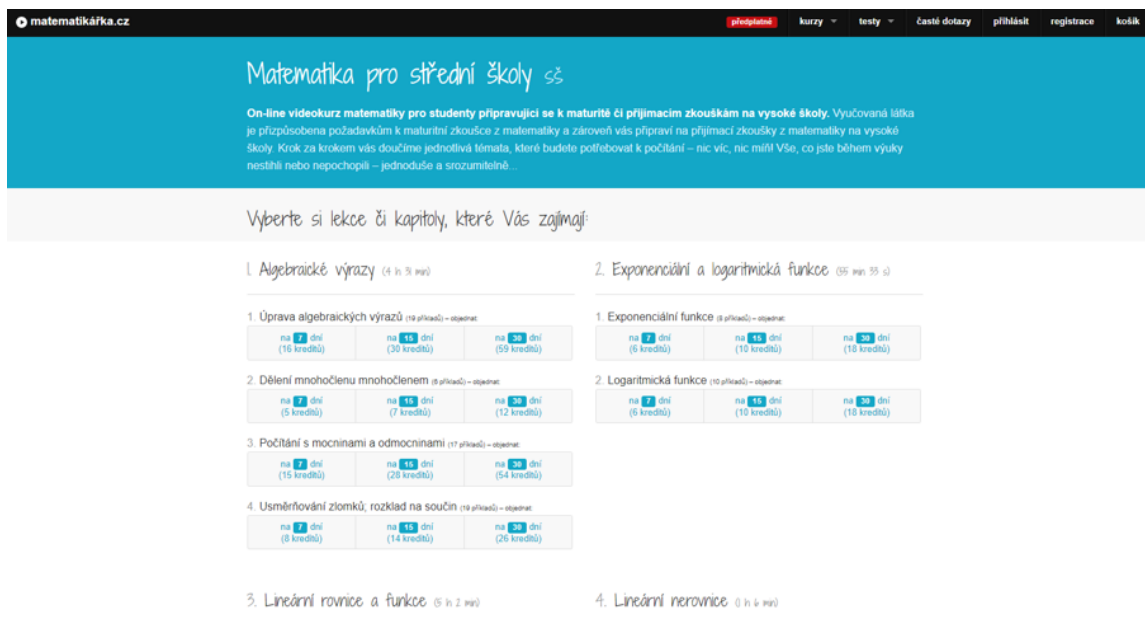 matematikářka.cz
předplatné kurzy testy časté dotazy přihlásit registrace košík
Matematika pro střední školy sš
On-line videokurz matematiky pro studenty připravující se k maturitě či přijímacím zkouškám na vysoké školy. Vyučovaná látka
je přizpůsobena požadavkům k maturitní zkoušce z matematiky a zároveň vás připraví na přijímací zkoušky z matematiky na vysoké
školy. Krok za krokem vás doučíme jednotlivá témata, které budete potřebovat k počítání – nic víc, nic míň! Vše, co jste během výuky
nestihli nebo nepochopili – jednoduše a srozumitelně...
Vyberte si lekce či kapitoly, které Vás zajímají:
1. Algebraické výrazy (4 h 31 min)
1. Úprava algebraických výrazů (19 příkladů) – objednat:
na 7 dní na 15 dní na 30 dní
(16 kreditů) (30 kreditů) (59 kreditů)
2. Dělení mnohočlenu mnohočlenem (6 příkladů) – objednat:
na 7 dní na 15 dní na 30 dní
(5 kreditů) (7 kreditů) (12 kreditů)
3. Počítání s mocninami a odmocninami (17 příkladů) – objednat:
na 7 dní na 15 dní na 30 dní
(15 kreditů) (28 kreditů) (54 kreditů)
4. Usměrňování zlomků; rozklad na součin (19 příkladů) – objednat:
na 7 dní na 15 dní na 30 dní
(8 kreditů) (14 kreditů) (26 kreditů)
2. Exponenciální a logaritmická funkce (55 min 33 s)
1. Exponenciální funkce (8 příkladů) – objednat:
na 7 dní na 15 dní na 30 dní
(6 kreditů) (10 kreditů) (18 kreditů)
2. Logaritmická funkce (10 příkladů) – objednat:
na 7 dní na 15 dní na 30 dní
(6 kreditů) (10 kreditů) (18 kreditů)
3. Lineární rovnice a funkce (5 h 2 min)
4. Lineární nerovnice (1 h 6 min)